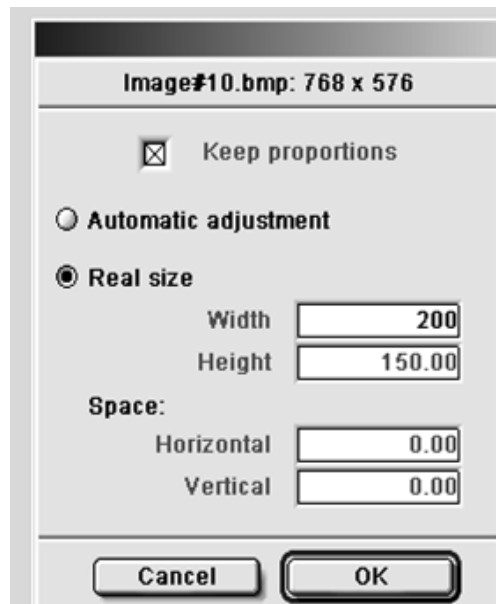 Image#10.bmp: 768 x 576
Keep proportions
Automatic adjustment
Real size
Width 200
Height 150.00
Space:
Horizontal 0.00
Vertical 0.00
Cancel OK